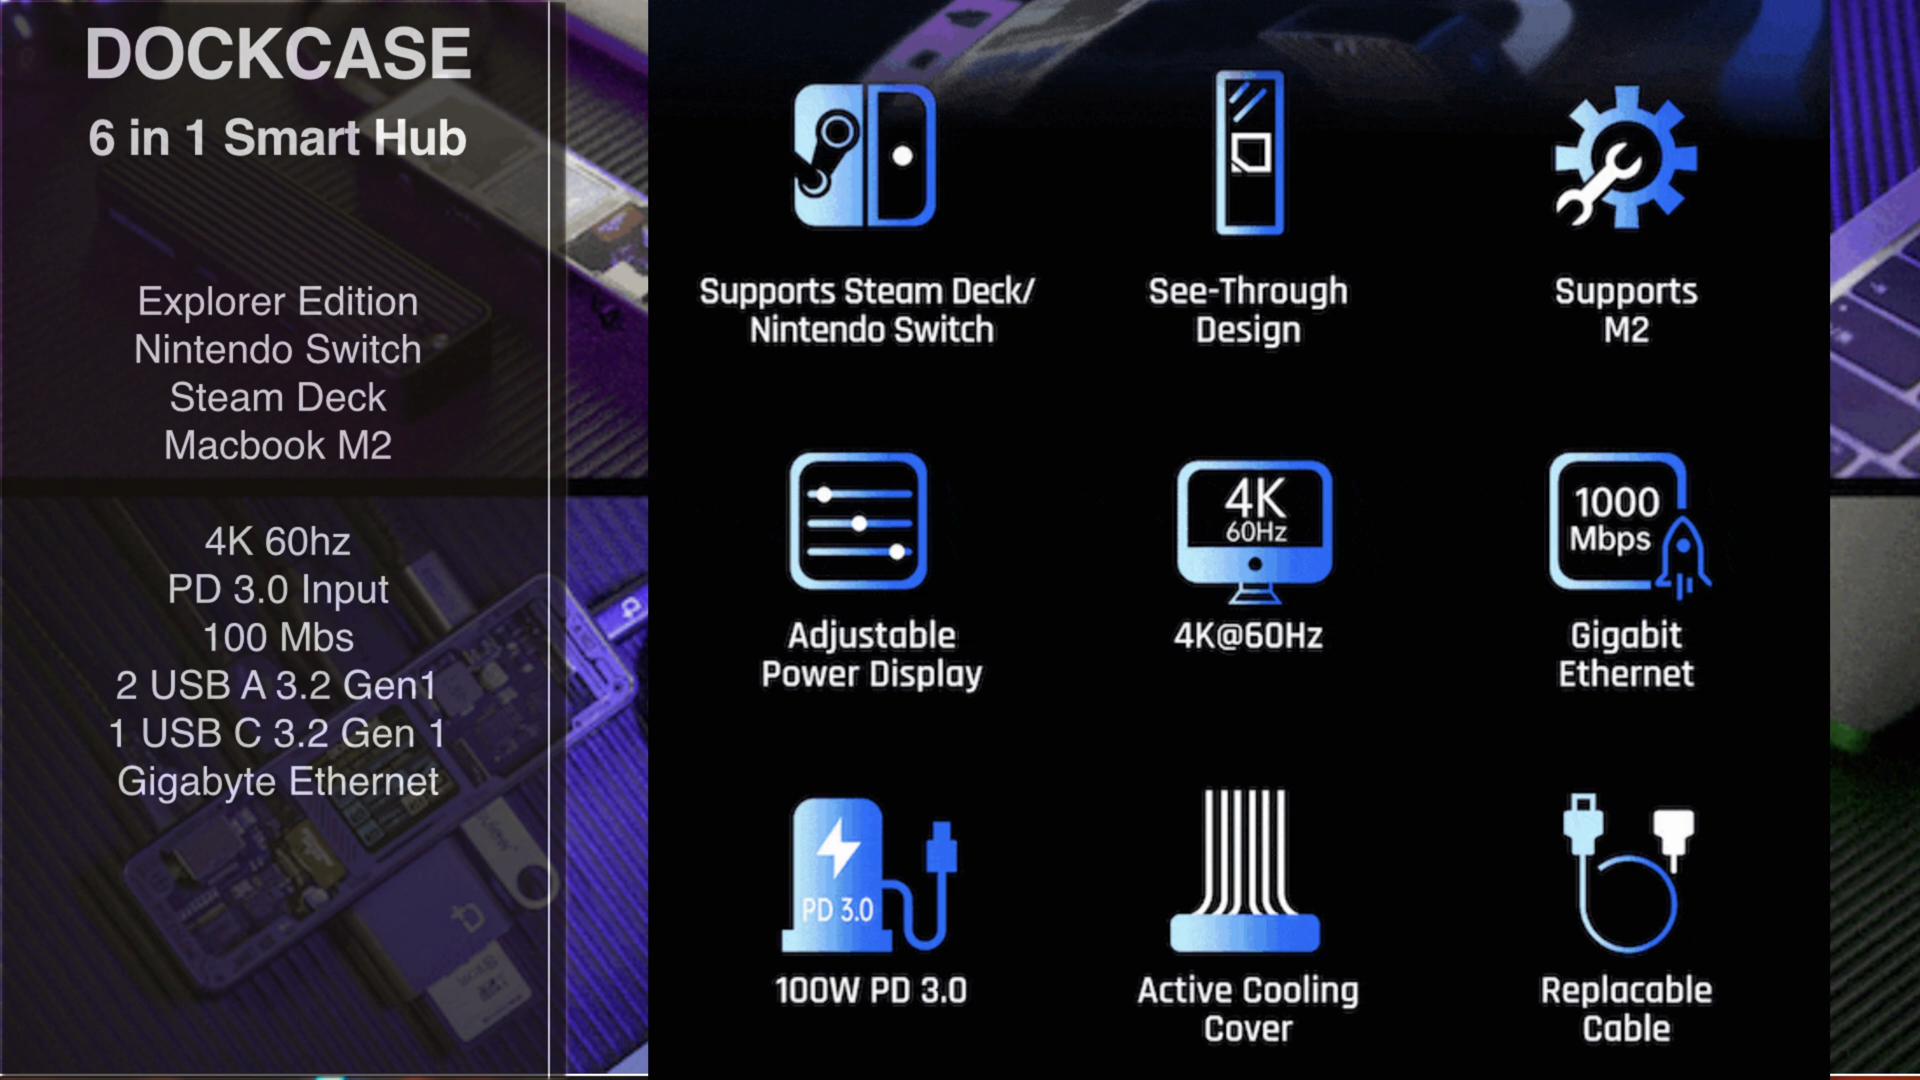 DOCKCASE
6 in 1 Smart Hub
Explorer Edition
Nintendo Switch
Steam Deck
Macbook M2
4K 60hz
PD 3.0 Input
100 Mbs
2 USB A 3.2 Gen1
1 USB C 3.2 Gen 1
Gigabyte Ethernet
Supports Steam Deck/
Nintendo Switch
See-Through
Design
Supports
M2
Adjustable
Power Display
4K
60Hz
4K@60Hz
1000
Mbps
Gigabit
Ethernet
PD 3.0
100W PD 3.0
Active Cooling
Cover
Replacable
Cable